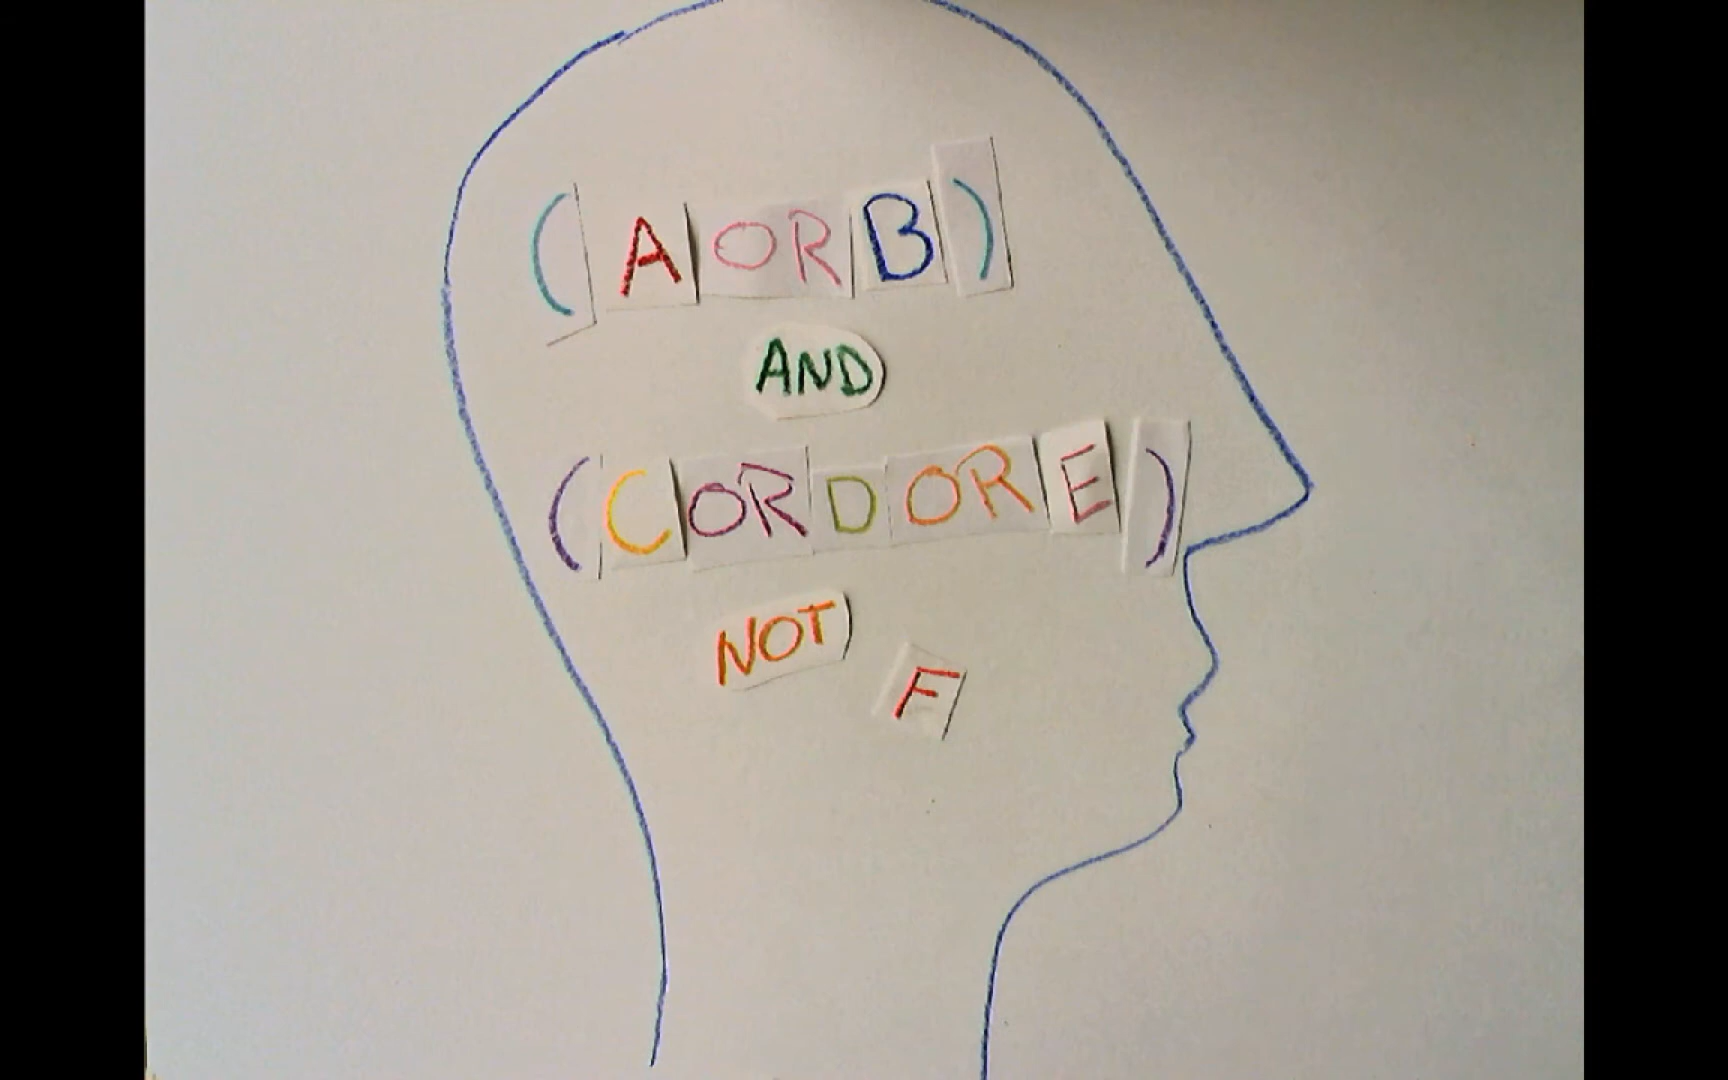 (A OR B)
AND
(C OR D OR E)
NOT
F